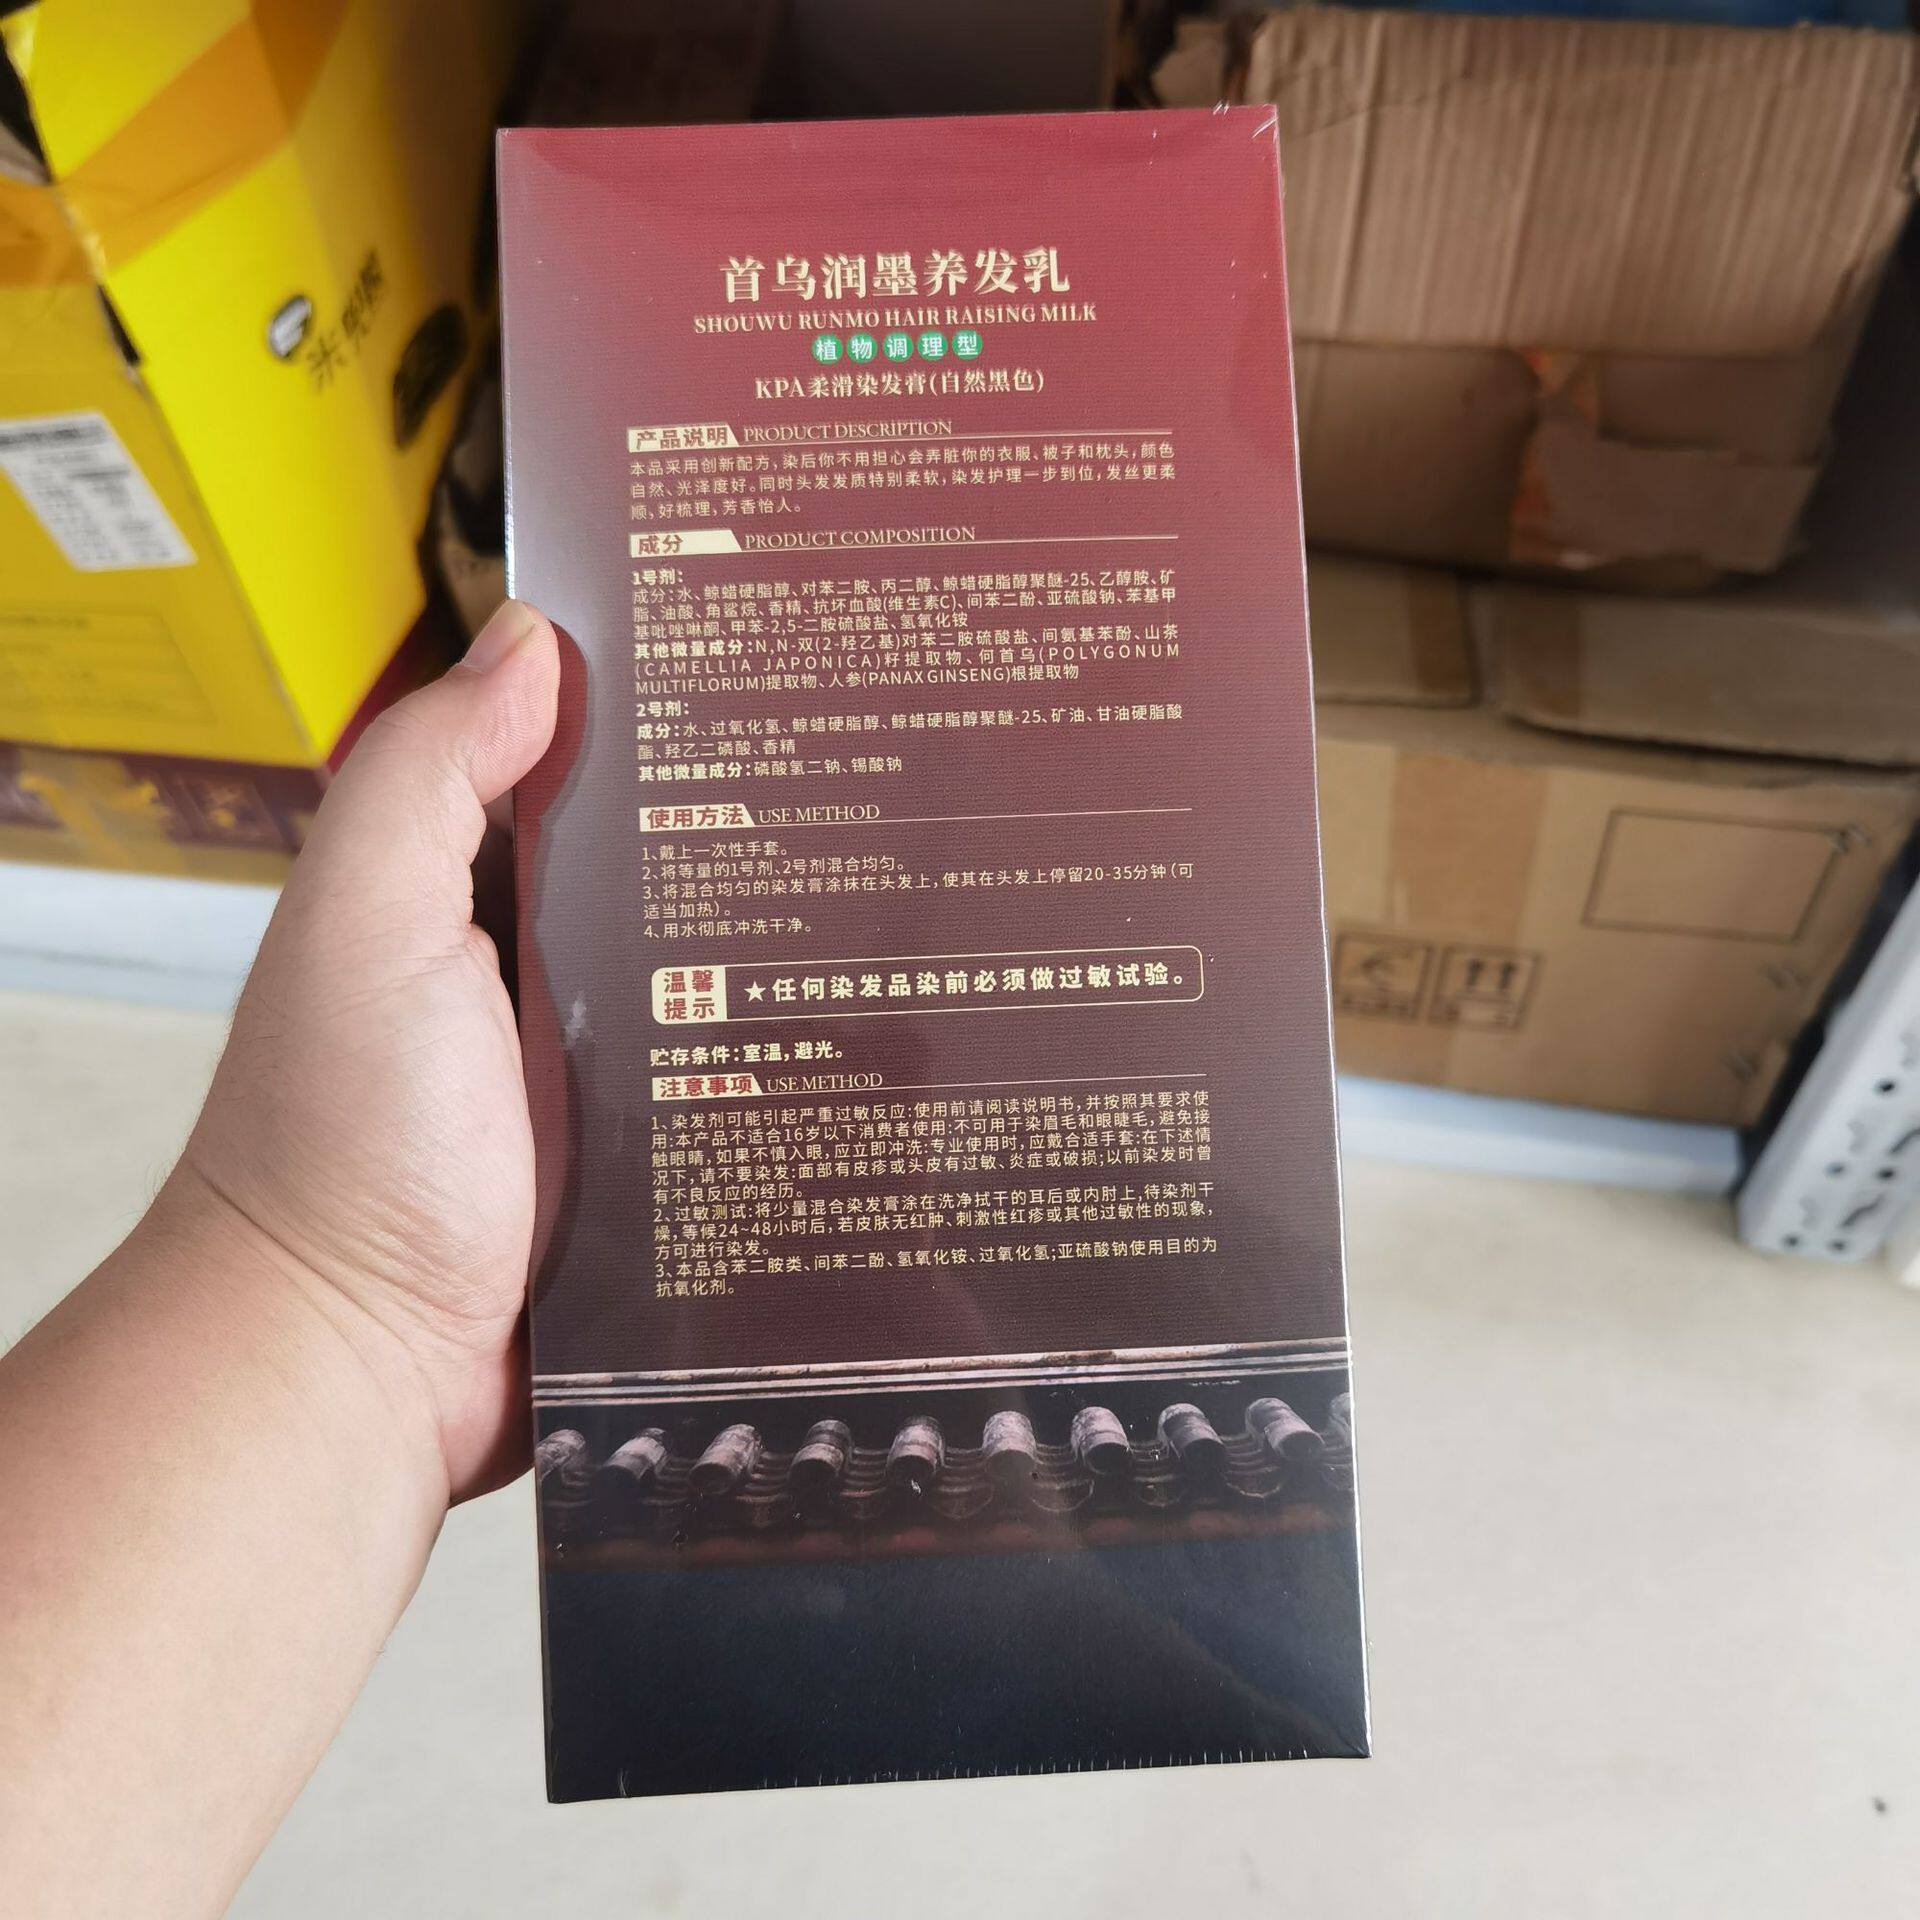 首乌润墨养发乳
SHOUWU RUNMO HAIR RAISING MILK
植物调理型
KPA柔滑染发膏(自然黑色)
产品说明 PRODUCT DESCRIPTION
本品采用创新配方,染后你不用担心会弄脏你的衣服、被子和枕头,颜色
自然、光泽度好。同时头发发质特别柔软,染发护理一步到位,发丝更柔
顺,好梳理,芳香怡人。
成分 PRODUCT COMPOSITION
1号剂:
成分:水、鲸蜡硬脂醇、对苯二胺、丙二醇、鲸蜡硬脂醇聚醚-25、乙醇胺、矿
脂、油酸、角鲨烷、香精、抗坏血酸(维生素C)、间苯二酚、亚硫酸钠、苯基甲
基吡唑啉酮、甲苯-2,5-二胺硫酸盐、氢氧化铵
其他微量成分:N,N-双(2-羟乙基)对苯二胺硫酸盐、间氨基苯酚、山茶
(CAMELLIA JAPONICA)籽提取物、何首乌(POLYGONUM
MULTIFLORUM)提取物、人参(PANAX GINSENG)根提取物
2号剂:
成分:水、过氧化氢、鲸蜡硬脂醇、鲸蜡硬脂醇聚醚-25、矿油、甘油硬脂酸
酯、羟乙二磷酸、香精
其他微量成分:磷酸氢二钠、锡酸钠
使用方法 USE METHOD
1、戴上一次性手套。
2、将等量的1号剂、2号剂混合均匀。
3、将混合均匀的染发膏涂抹在头发上,使其在头发上停留20-35分钟(可
适当加热)。
4、用水彻底冲洗干净。
温馨
提示
★任何染发品染前必须做过敏试验。
贮存条件:室温,避光。
注意事项 USE METHOD
1、染发剂可能引起严重过敏反应:使用前请阅读说明书,并按照其要求使
用:本产品不适合16岁以下消费者使用:不可用于染眉毛和眼睫毛,避免接
触眼睛,如果不慎入眼,应立即冲洗:专业使用时,应戴合适手套:在下述情
况下,请不要染发:面部有皮疹或头皮有过敏、炎症或破损;以前染发时曾
有不良反应的经历。
2、过敏测试:将少量混合染发膏涂在洗净拭干的耳后或内肘上,待染剂干
燥,等候24~48小时后,若皮肤无红肿、刺激性红疹或其他过敏性的现象,
方可进行染发。
3、本品含苯二胺类、间苯二酚、氢氧化铵、过氧化氢;亚硫酸钠使用目的为
抗氧化剂。